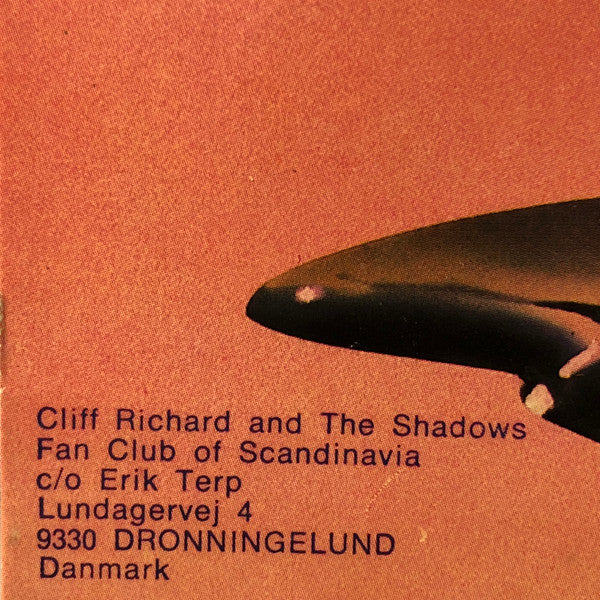 Cliff Richard and The Shadows
Fan Club of Scandinavia
c/o Erik Terp
Lundagervej 4
9330 DRONNINGELUND
Danmark